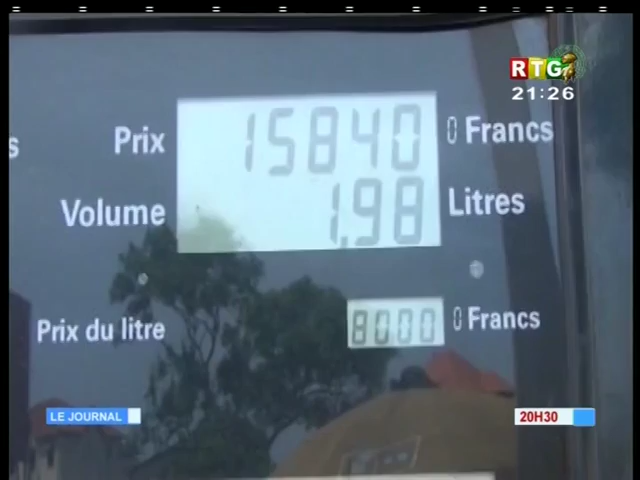 RTG
21:26
s
Prix 15840 0 Francs
Volume 1.98 Litres
Prix du litre 8000 0 Francs
LE JOURNAL
20H30